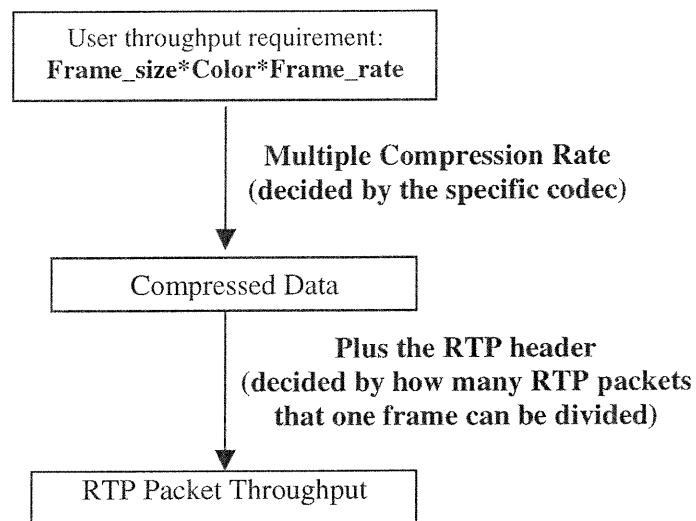 User throughput requirement:
Frame_size*Color*Frame_rate
Multiple Compression Rate
(decided by the specific codec)
Compressed Data
Plus the RTP header
(decided by how many RTP packets
that one frame can be divided)
RTP Packet Throughput